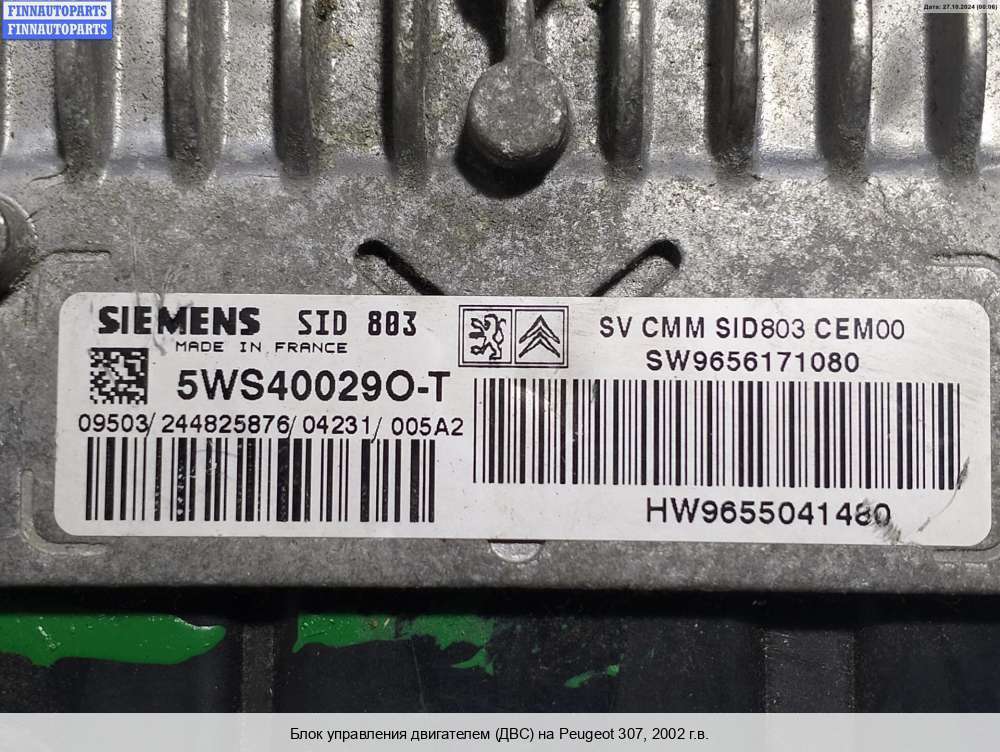 FINNAUTOPARTS
FINNAUTOPARTS
Дата: 27.10.2024 (00:06)
SIEMENS SID 803
MADE IN FRANCE
5WS40029O-T
09503/244825876/04231/005A2
SV CMM SID803 CEM00
SW9656171080
HW9655041480
Блок управления двигателем (ДВС) на Peugeot 307, 2002 г.в.